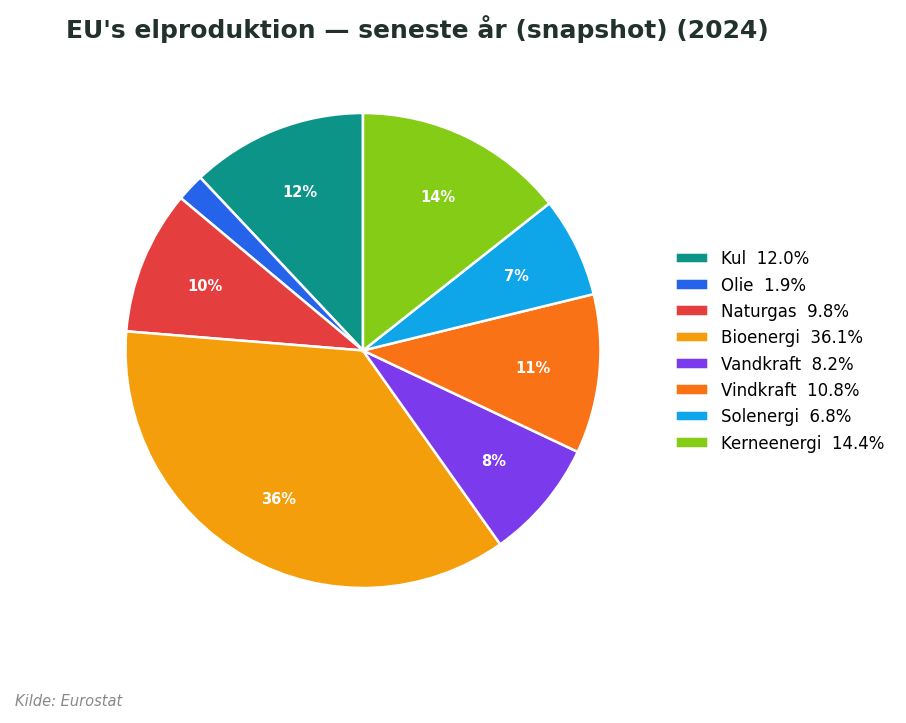 EU's elproduktion — seneste år (snapshot) (2024)
12%
14%
7%
10%
11%
8%
36%
Kul  12.0%
Olie  1.9%
Naturgas  9.8%
Bioenergi  36.1%
Vandkraft  8.2%
Vindkraft  10.8%
Solenergi  6.8%
Kerneenergi  14.4%
Kilde: Eurostat